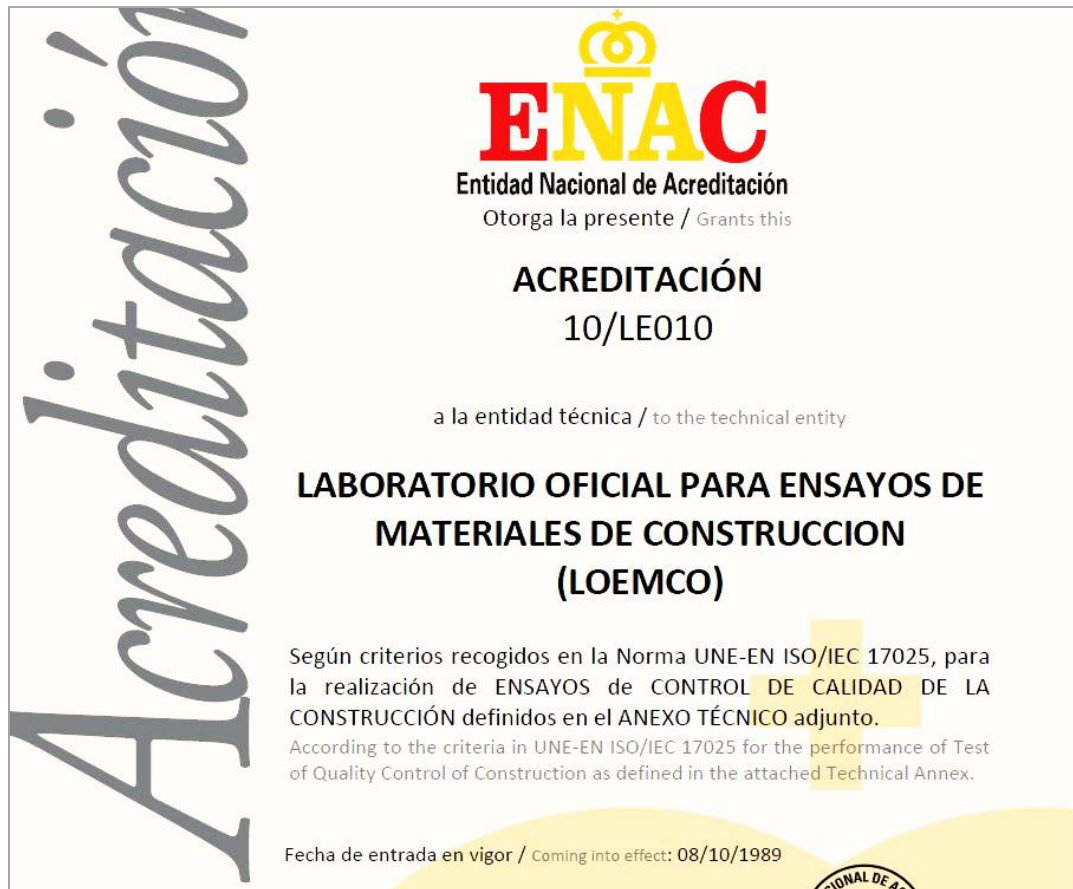 Acreditación
ENAC
Entidad Nacional de Acreditación
Otorga la presente / Grants this
ACREDITACIÓN
10/LE010
a la entidad técnica / to the technical entity
LABORATORIO OFICIAL PARA ENSAYOS DE
MATERIALES DE CONSTRUCCION
(LOEMCO)
Según criterios recogidos en la Norma UNE-EN ISO/IEC 17025, para
la realización de ENSAYOS de CONTROL DE CALIDAD DE LA
CONSTRUCCIÓN definidos en el ANEXO TÉCNICO adjunto.
According to the criteria in UNE-EN ISO/IEC 17025 for the performance of Test
of Quality Control of Construction as defined in the attached Technical Annex.
Fecha de entrada en vigor / Coming into effect: 08/10/1989